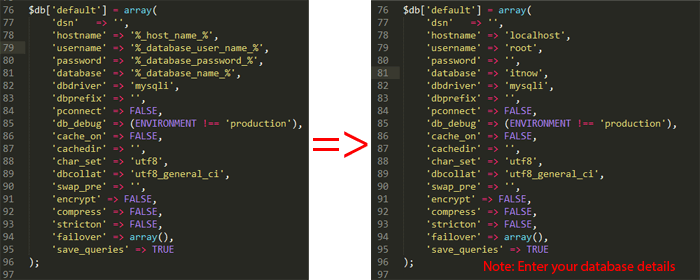 76 $db['default'] = array(
77 'dsn' => '',
78 'hostname' => '%_host_name_%',
79 'username' => '%_database_user_name_%',
80 'password' => '%_database_password_%',
81 'database' => '%_database_name_%',
82 'dbdriver' => 'mysqli',
83 'dbprefix' => '',
84 'pconnect' => FALSE,
85 'db_debug' => (ENVIRONMENT !== 'production'),
86 'cache_on' => FALSE,
87 'cachedir' => '',
88 'char_set' => 'utf8',
89 'dbcollat' => 'utf8_general_ci',
90 'swap_pre' => '',
91 'encrypt' => FALSE,
92 'compress' => FALSE,
93 'stricton' => FALSE,
94 'failover' => array(),
95 'save_queries' => TRUE
96 );
=>
76 $db['default'] = array(
77 'dsn' => '',
78 'hostname' => 'localhost',
79 'username' => 'root',
80 'password' => '',
81 'database' => 'itnow',
82 'dbdriver' => 'mysqli',
83 'dbprefix' => '',
84 'pconnect' => FALSE,
85 'db_debug' => (ENVIRONMENT !== 'production'),
86 'cache_on' => FALSE,
87 'cachedir' => '',
88 'char_set' => 'utf8',
89 'dbcollat' => 'utf8_general_ci',
90 'swap_pre' => '',
91 'encrypt' => FALSE,
92 'compress' => FALSE,
93 'stricton' => FALSE,
94 'failover' => array(),
95 'save_queries' => TRUE
96 );
Note: Enter your database details
97